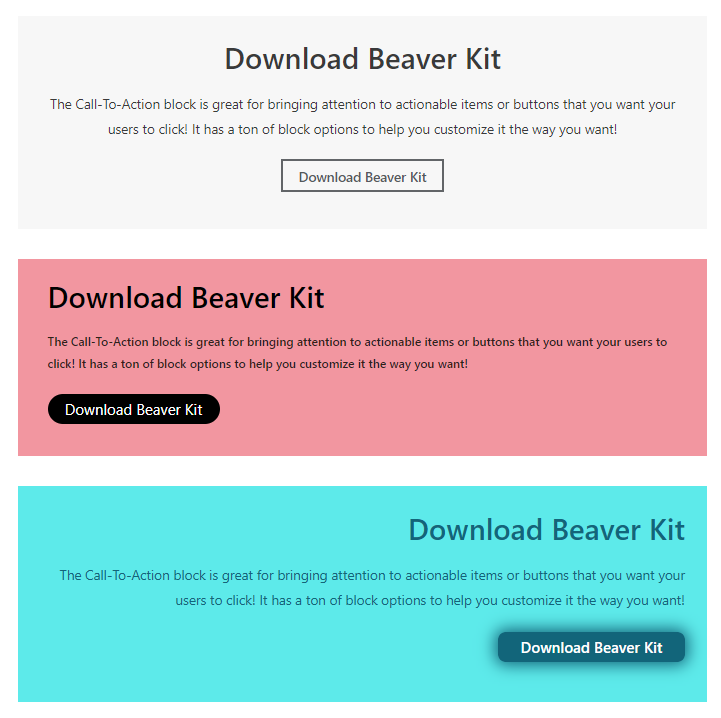 Download Beaver Kit
The Call-To-Action block is great for bringing attention to actionable items or buttons that you want your
users to click! It has a ton of block options to help you customize it the way you want!
Download Beaver Kit
Download Beaver Kit
The Call-To-Action block is great for bringing attention to actionable items or buttons that you want your users to
click! It has a ton of block options to help you customize it the way you want!
Download Beaver Kit
Download Beaver Kit
The Call-To-Action block is great for bringing attention to actionable items or buttons that you want your
users to click! It has a ton of block options to help you customize it the way you want!
Download Beaver Kit